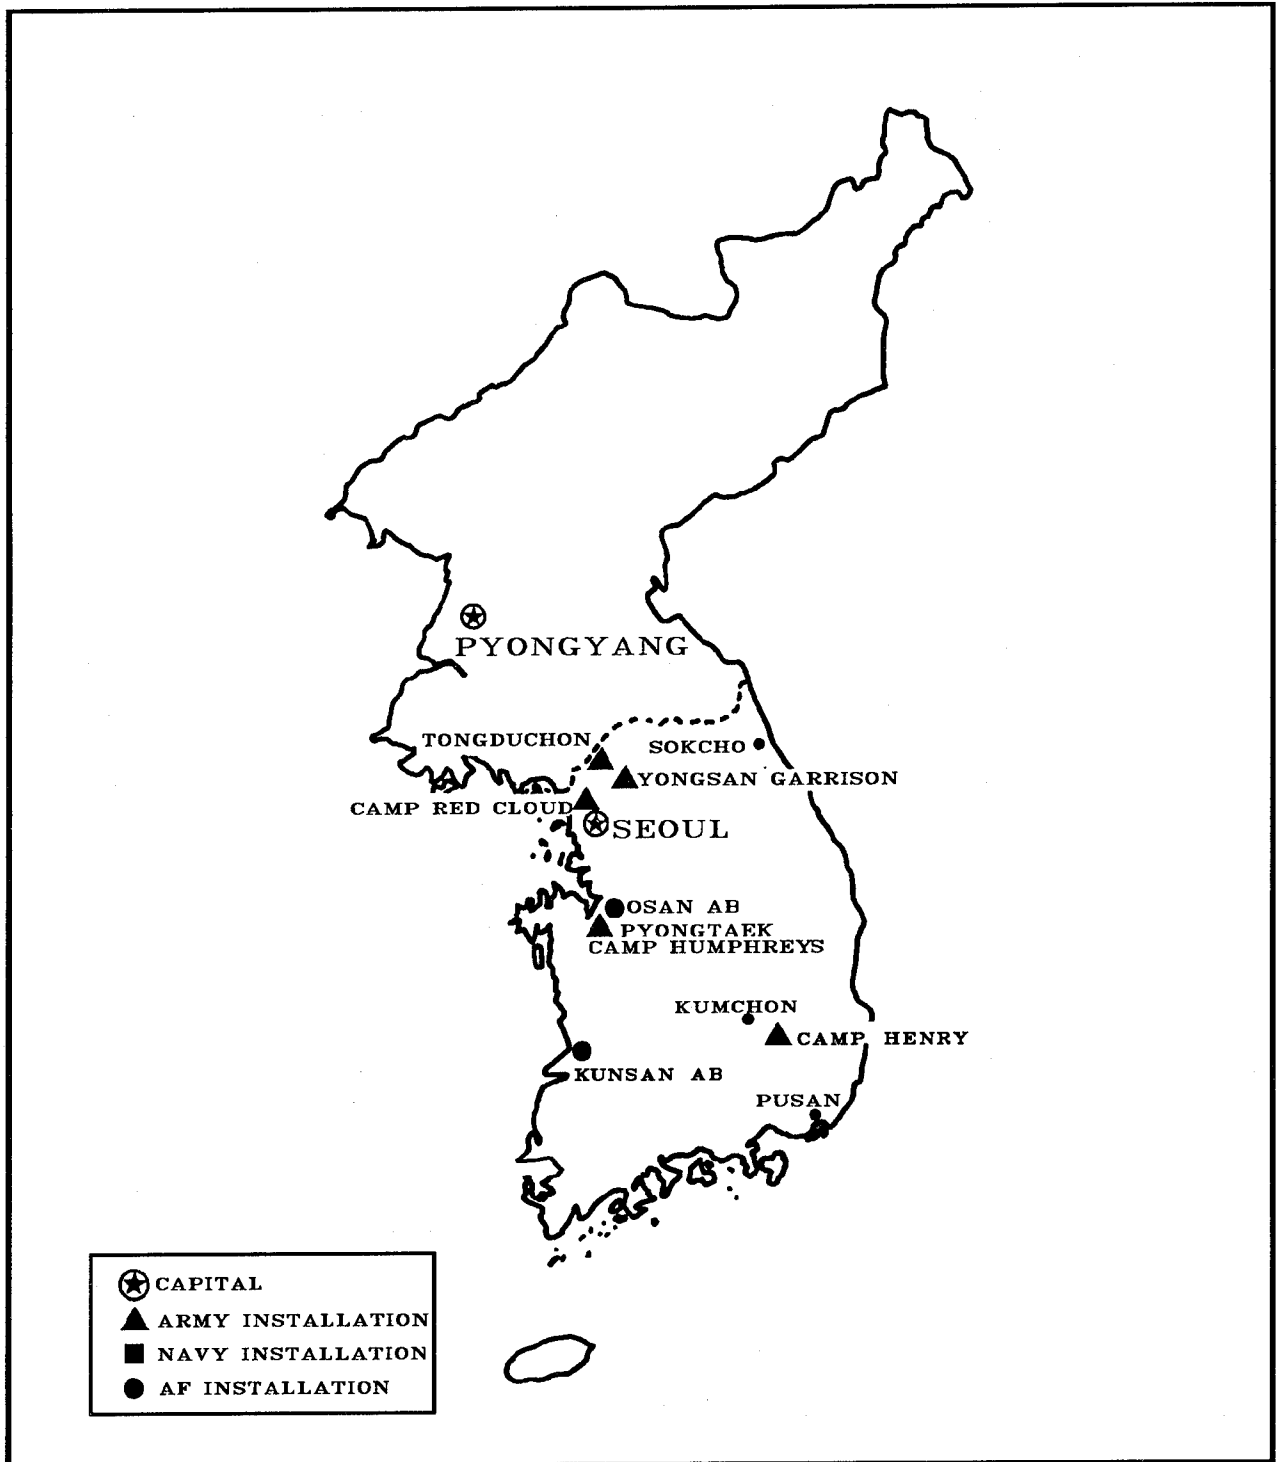 PYONGYANG
TONGDUCHON
SOKCHO
YONGSAN GARRISON
CAMP RED CLOUD
SEOUL
OSAN AB
PYONGTAEK
CAMP HUMPHREYS
KUMCHON
CAMP HENRY
KUNSAN AB
PUSAN
CAPITAL
ARMY INSTALLATION
NAVY INSTALLATION
AF INSTALLATION